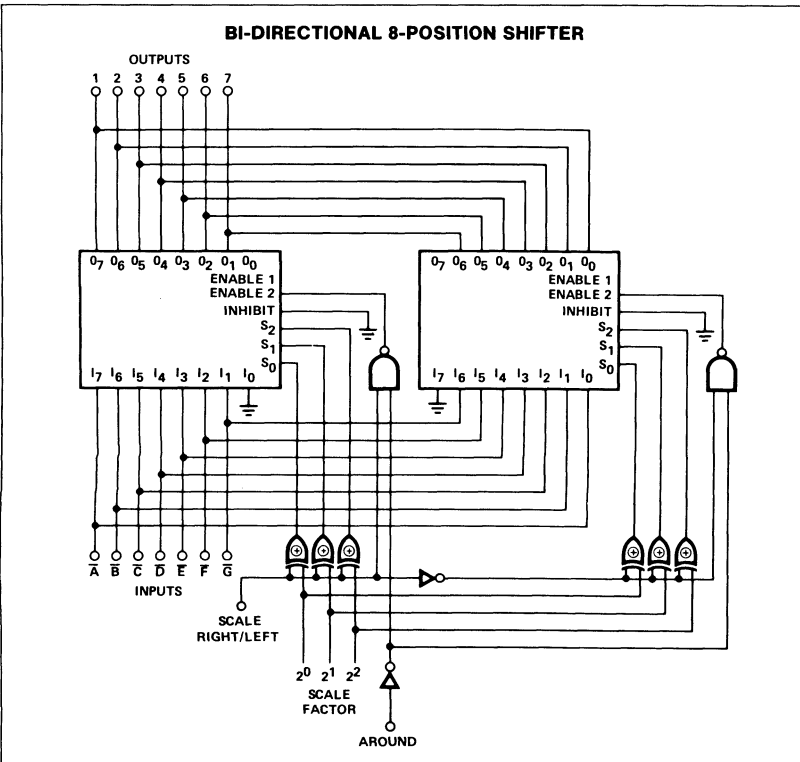 BI-DIRECTIONAL 8-POSITION SHIFTER
OUTPUTS
1 2 3 4 5 6 7
O7 O6 O5 O4 O3 O2 O1 O0
ENABLE 1
ENABLE 2
INHIBIT
S2
S1
S0
I7 I6 I5 I4 I3 I2 I1 I0
O7 O6 O5 O4 O3 O2 O1 O0
ENABLE 1
ENABLE 2
INHIBIT
S2
S1
S0
I7 I6 I5 I4 I3 I2 I1 I0
A̅ B̅ C̅ D̅ E̅ F̅ G̅
INPUTS
SCALE
RIGHT/LEFT
2⁰ 2¹ 2²
SCALE
FACTOR
AROUND